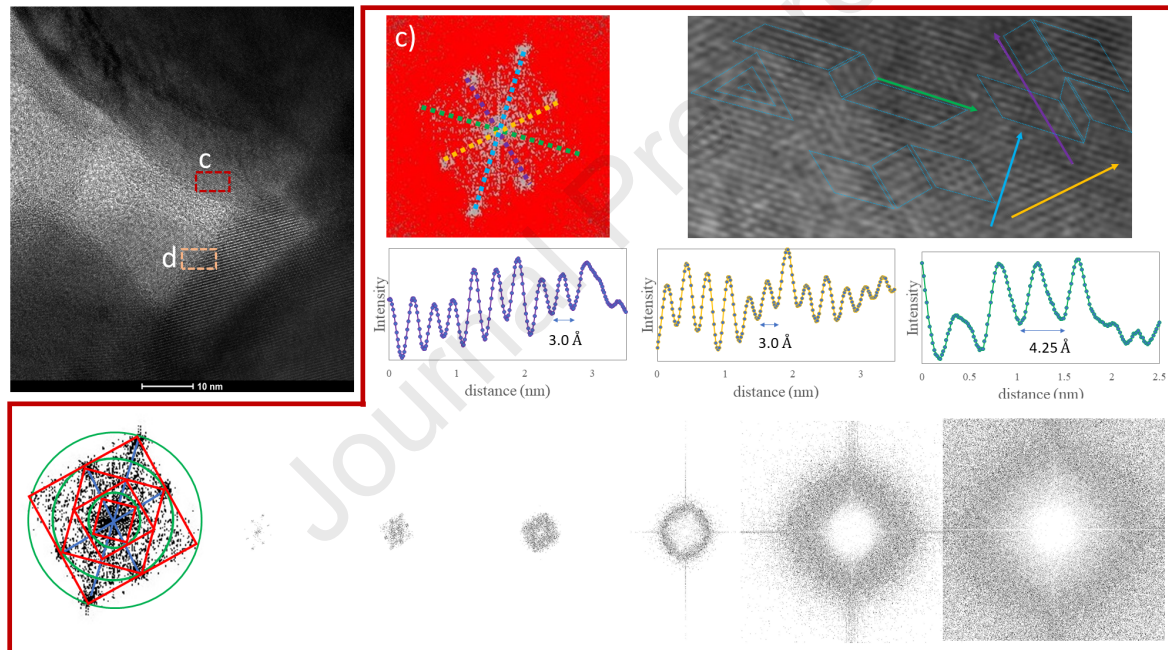 c)
c
d
10 nm
Journal Pre
Intensity
3.0 Å
0 1 2 3
distance (nm)
Intensity
3.0 Å
0 1 2 3
distance (nm)
Intensity
4.25 Å
0 0.5 1 1.5 2 2.5
distance (nm)